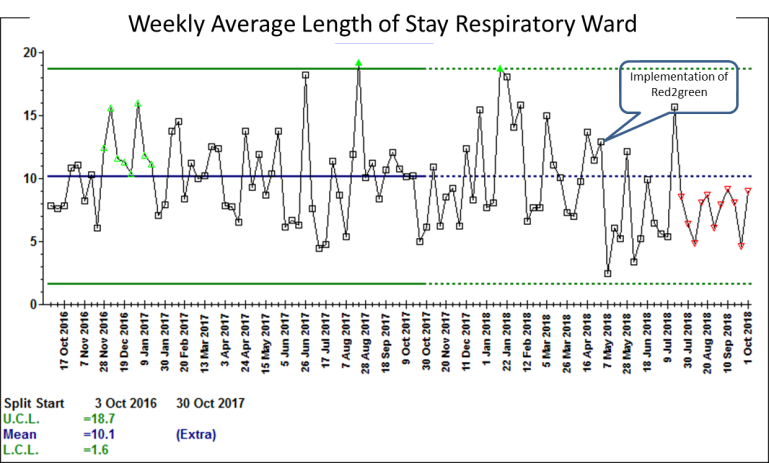 Weekly Average Length of Stay Respiratory Ward
20
15
10
5
0
Implementation of
Red2green
17 Oct 2016
7 Nov 2016
28 Nov 2016
19 Dec 2016
9 Jan 2017
30 Jan 2017
20 Feb 2017
13 Mar 2017
3 Apr 2017
24 Apr 2017
15 May 2017
5 Jun 2017
26 Jun 2017
17 Jul 2017
7 Aug 2017
28 Aug 2017
18 Sep 2017
9 Oct 2017
30 Oct 2017
20 Nov 2017
11 Dec 2017
1 Jan 2018
22 Jan 2018
12 Feb 2018
5 Mar 2018
26 Mar 2018
16 Apr 2018
7 May 2018
28 May 2018
18 Jun 2018
9 Jul 2018
30 Jul 2018
20 Aug 2018
10 Sep 2018
1 Oct 2018
Split Start 3 Oct 2016 30 Oct 2017
U.C.L. =18.7
Mean =10.1 (Extra)
L.C.L. =1.6